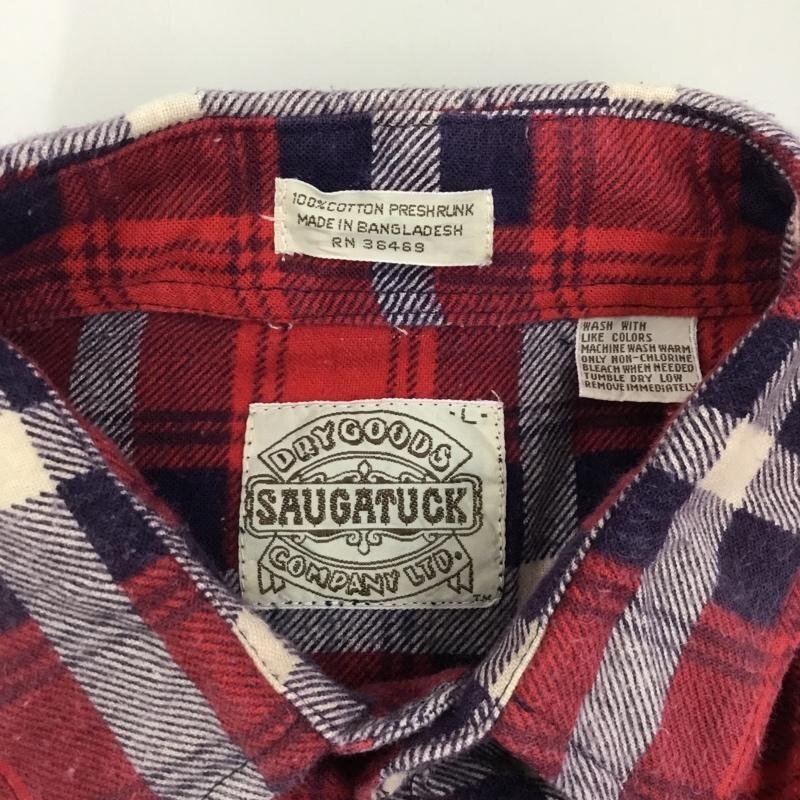 100% COTTON PRESHRUNK
MADE IN BANGLADESH
RN 36469
WASH WITH
LIKE COLORS
MACHINE WASH WARM
ONLY NON-CHLORINE
BLEACH WHEN NEEDED
TUMBLE DRY LOW
REMOVE IMMEDIATELY
-L-
DRY GOODS
SAUGATUCK
COMPANY LTD.
TM